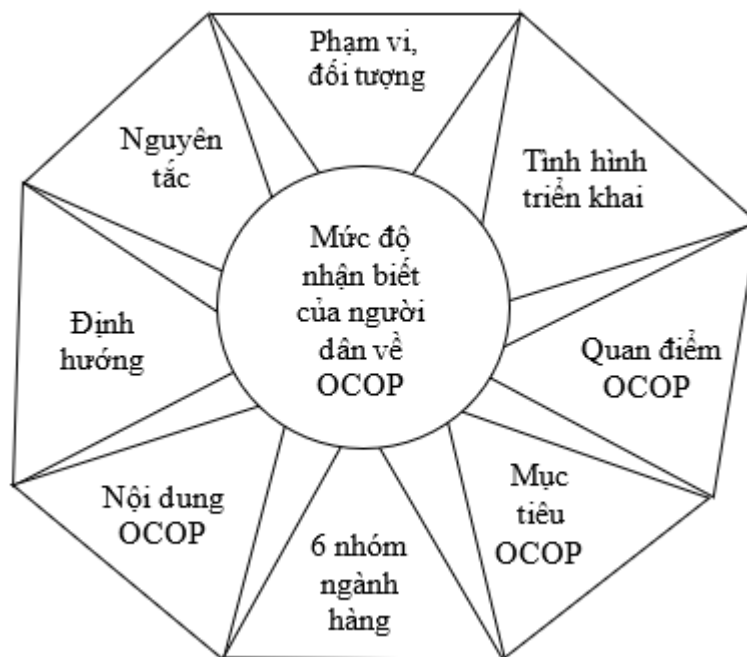 Phạm vi,
đối tượng
Nguyên
tắc
Tình hình
triển khai
Mức độ
nhận biết
của người
dân về
OCOP
Định
hướng
Quan điểm
OCOP
Nội dung
OCOP
6 nhóm
ngành
hàng
Mục
tiêu
OCOP